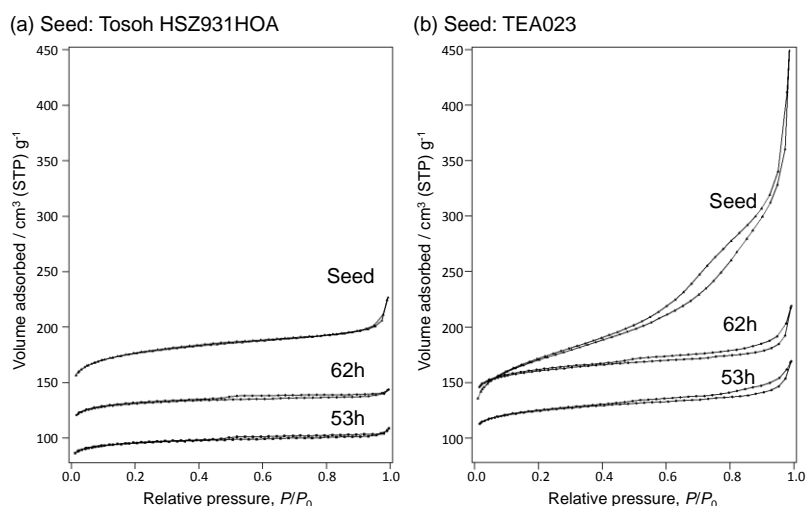 (a) Seed: Tosoh HSZ931HOA
(b) Seed: TEA023
450
400
350
300
250
200
150
100
Volume adsorbed / cm³ (STP) g⁻¹
Seed
62h
53h
0.0 0.2 0.4 0.6 0.8 1.0
Relative pressure, P/P₀
450
400
350
300
250
200
150
100
Volume adsorbed / cm³ (STP) g⁻¹
Seed
62h
53h
0.0 0.2 0.4 0.6 0.8 1.0
Relative pressure, P/P₀